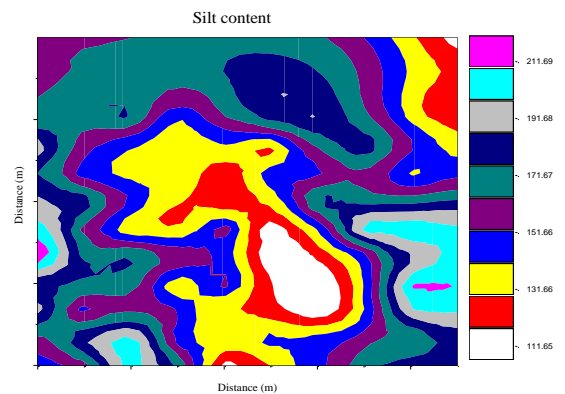 Silt content
211.69
191.68
171.67
151.66
131.66
111.65
Distance (m)
Distance (m)